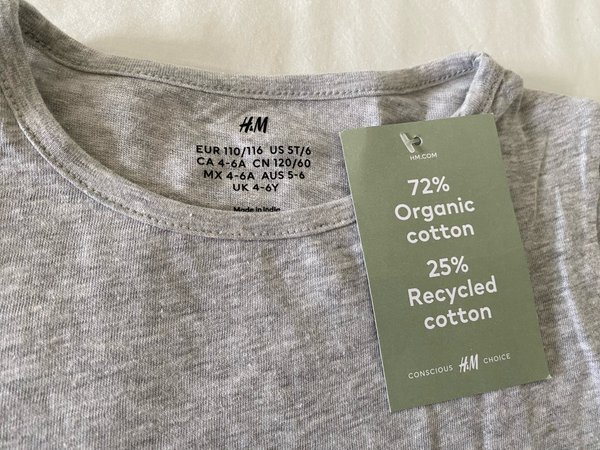 H&M
EUR 110/116 US 5T/6
CA 4-6A CN 120/60
MX 4-6A AUS 5-6
UK 4-6Y
Made in India
HM.COM
72%
Organic
cotton
25%
Recycled
cotton
CONSCIOUS H&M CHOICE